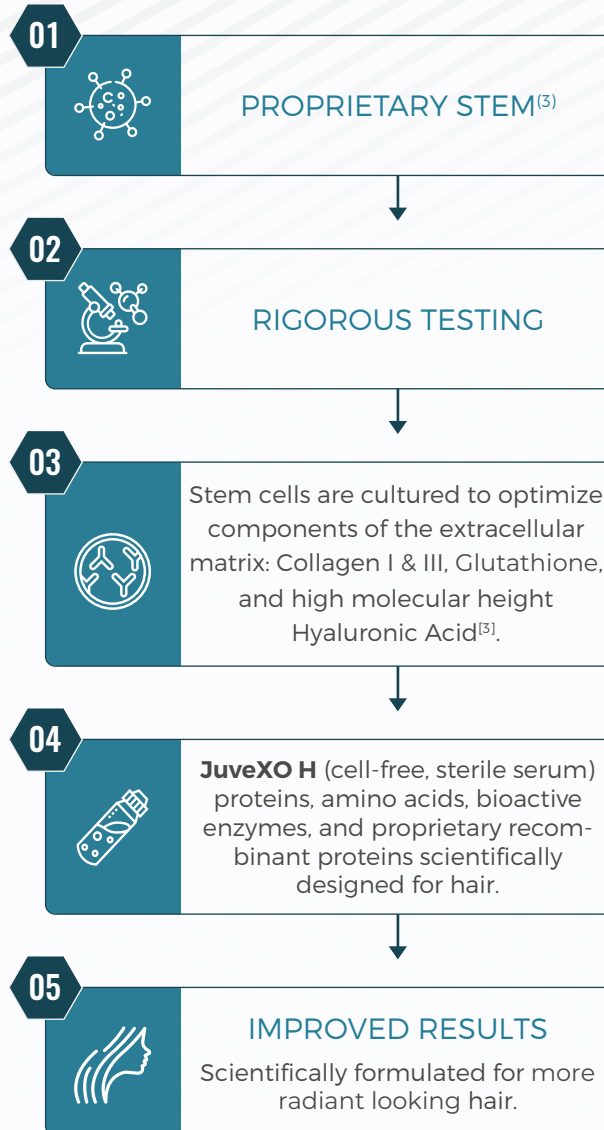 01
PROPRIETARY STEM(3)
02
RIGOROUS TESTING
03
Stem cells are cultured to optimize
components of the extracellular
matrix: Collagen I & III, Glutathione,
and high molecular height
Hyaluronic Acid[3].
04
JuveXO H (cell-free, sterile serum)
proteins, amino acids, bioactive
enzymes, and proprietary recom-
binant proteins scientifically
designed for hair.
05
IMPROVED RESULTS
Scientifically formulated for more
radiant looking hair.